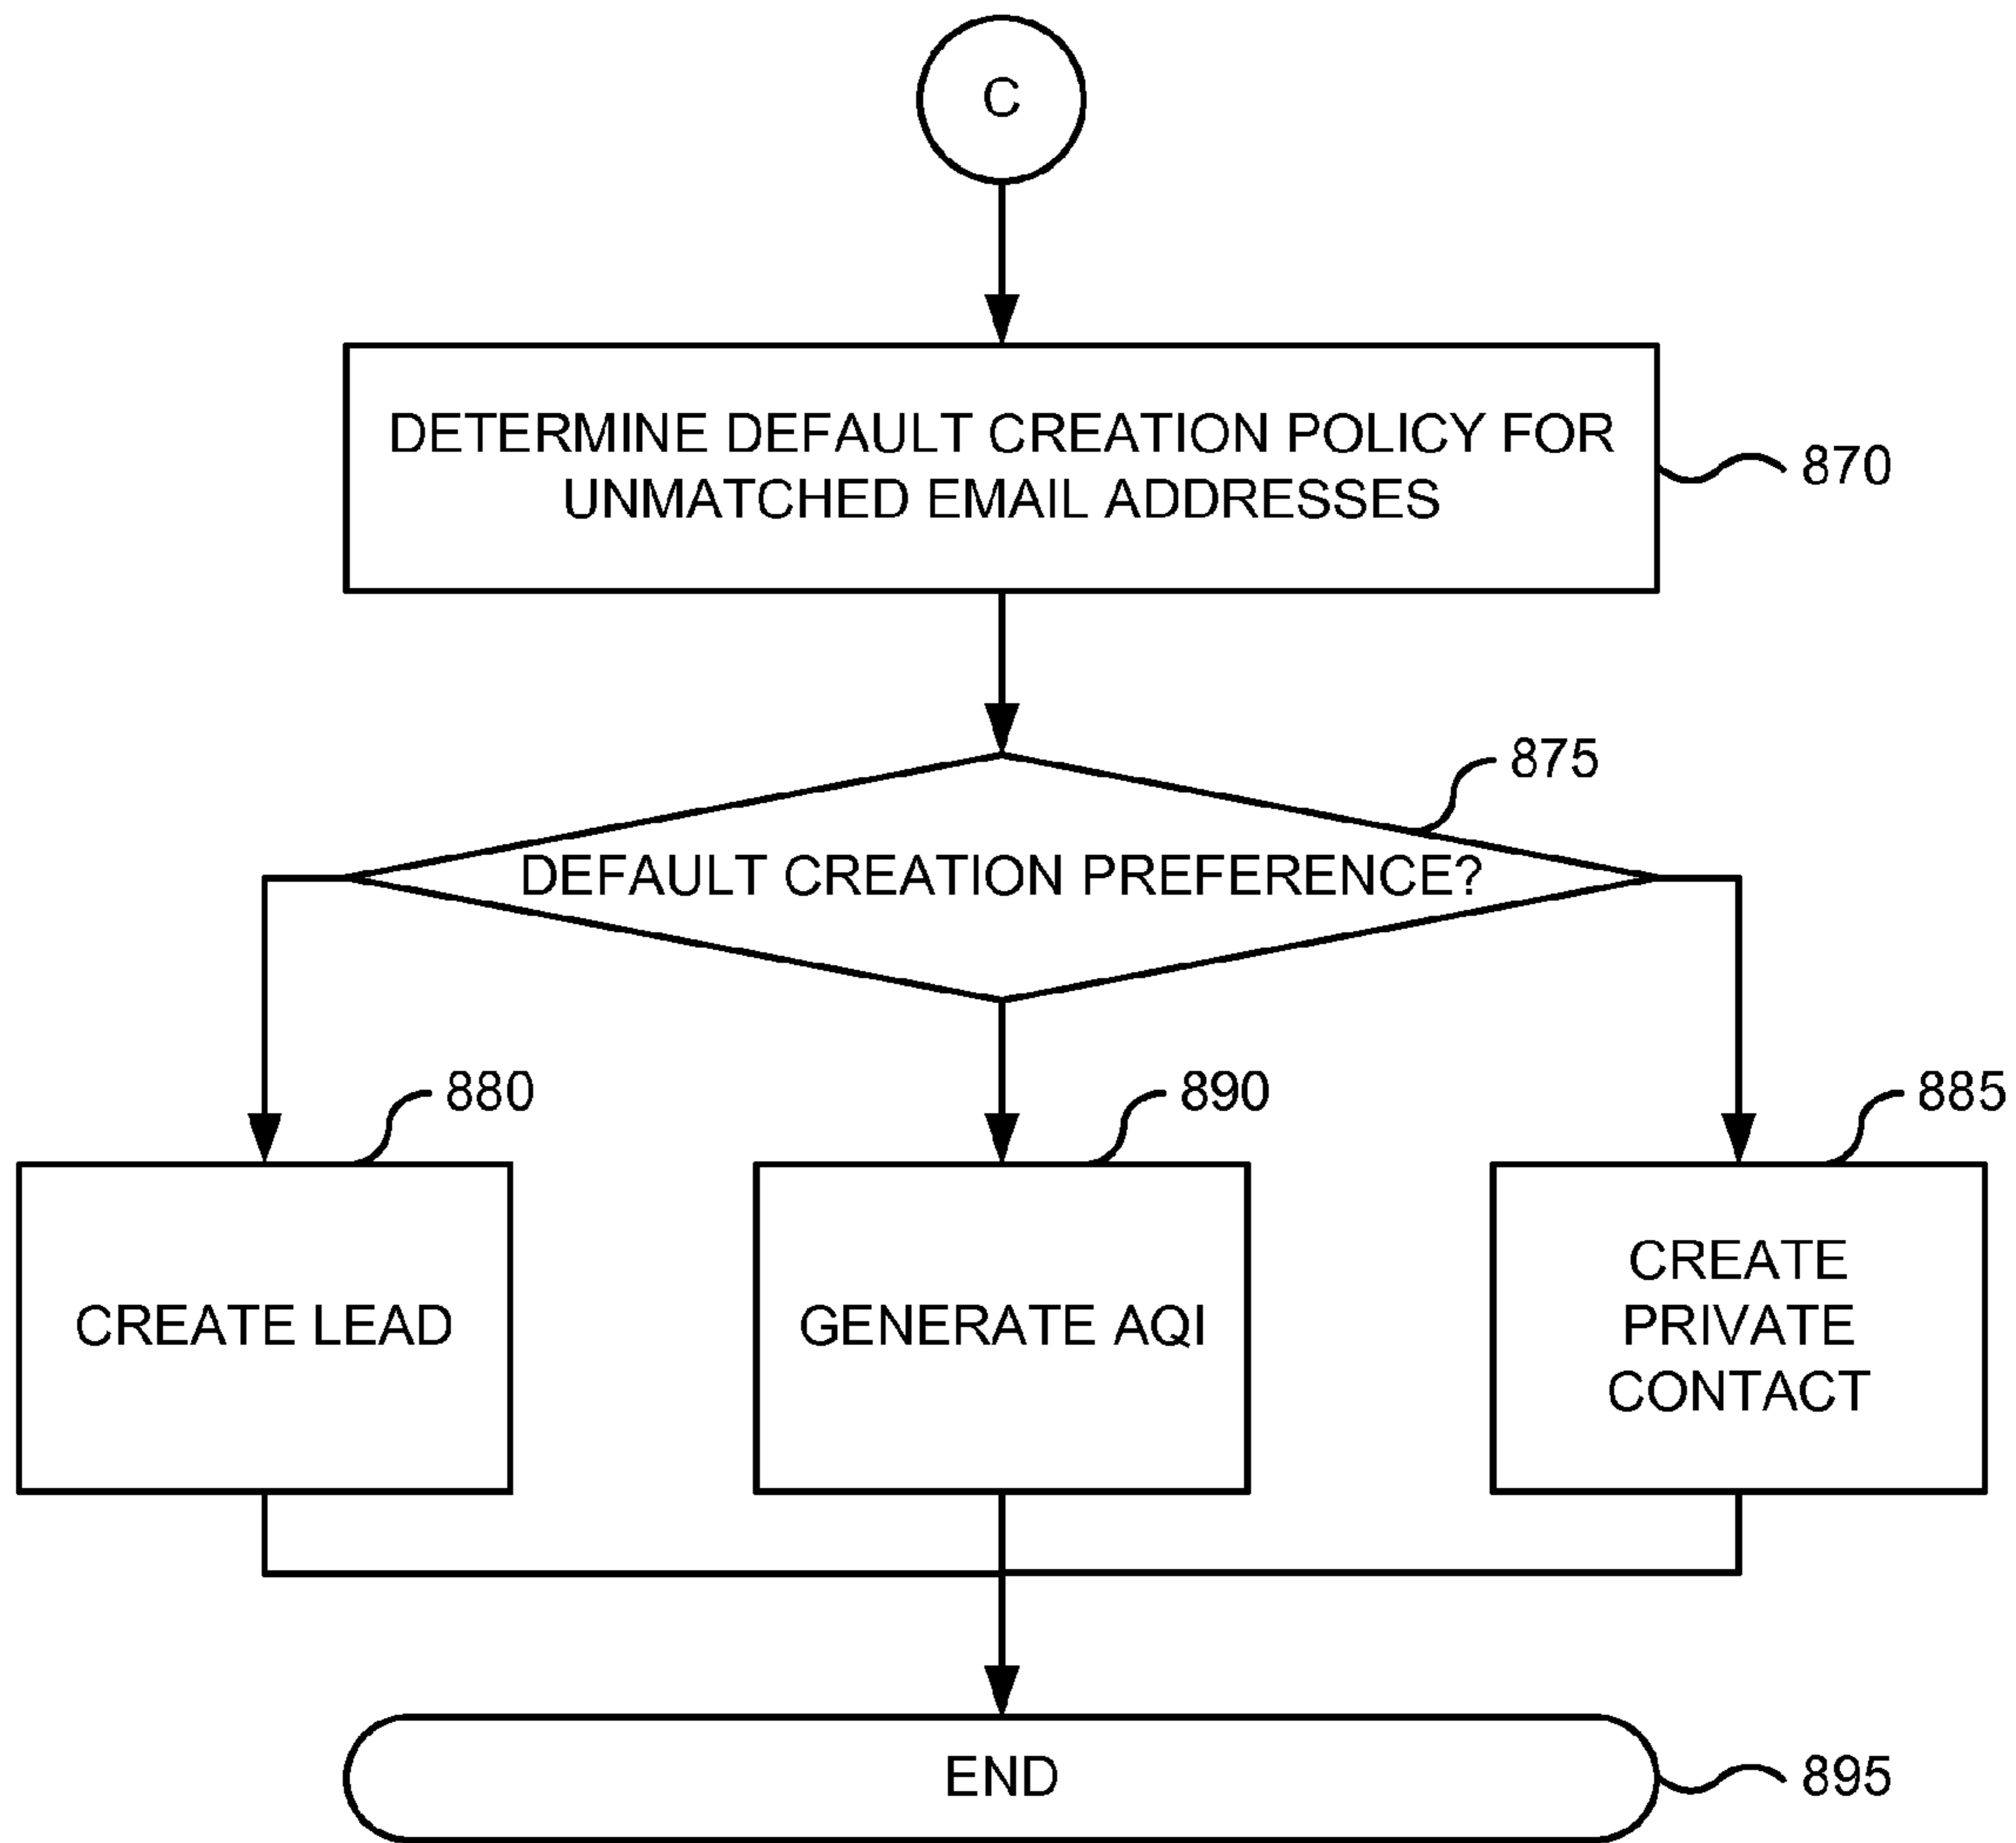 C
DETERMINE DEFAULT CREATION POLICY FOR
UNMATCHED EMAIL ADDRESSES
870
875
DEFAULT CREATION PREFERENCE?
880
890
885
CREATE LEAD
GENERATE AQI
CREATE
PRIVATE
CONTACT
END
895